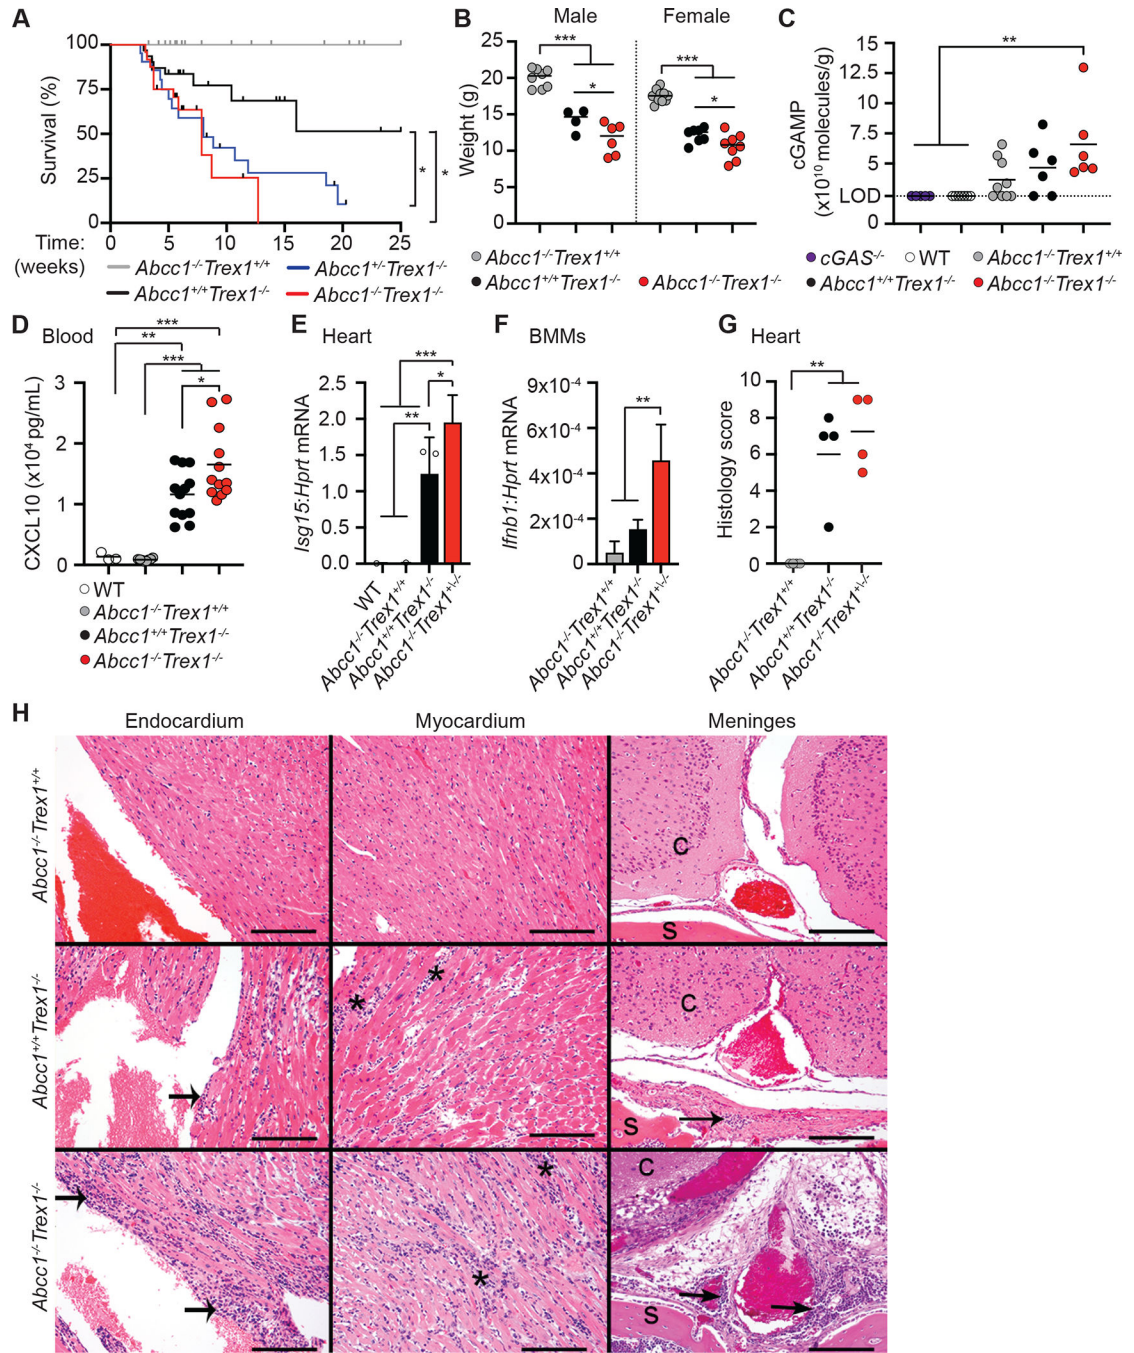 A
Survival (%)
100
75
50
25
0
0 5 10 15 20 25
Time:
(weeks)
* *
Abcc1-/-Trex1+/+
Abcc1+/-Trex1-/-
Abcc1+/+Trex1-/-
Abcc1-/-Trex1-/-
B
Male Female
Weight (g)
25
20
15
10
5
0
*** ***
* *
Abcc1-/-Trex1+/+
Abcc1+/+Trex1-/-
Abcc1-/-Trex1-/-
C
cGAMP
(x10^10 molecules/g)
15
12.5
10
7.5
5
LOD
0
**
cGAS-/-
WT
Abcc1-/-Trex1+/+
Abcc1+/+Trex1-/-
Abcc1-/-Trex1-/-
D
Blood
CXCL10 (x10^4 pg/mL)
3
2
1
0
***
**
***
*
WT
Abcc1-/-Trex1+/+
Abcc1+/+Trex1-/-
Abcc1-/-Trex1-/-
E
Heart
Isg15:Hprt mRNA
2.5
2.0
1.5
1.0
0.5
0.0
***
*
**
WT
Abcc1-/-Trex1+/+
Abcc1+/+Trex1-/-
Abcc1-/-Trex1+\-/-
F
BMMs
Ifnb1:Hprt mRNA
9x10-4
6x10-4
4x10-4
2x10-4
0
**
Abcc1-/-Trex1+/+
Abcc1+/+Trex1-/-
Abcc1-/-Trex1+\-/-
G
Heart
Histology score
10
8
6
4
2
0
**
Abcc1-/-Trex1+/+
Abcc1+/+Trex1-/-
Abcc1-/-Trex1+\-/-
H
Endocardium Myocardium Meninges
Abcc1-/-Trex1+/+
C
S
Abcc1+/+Trex1-/-
*
*
C
S
Abcc1-/-Trex1-/-
*
*
C
S